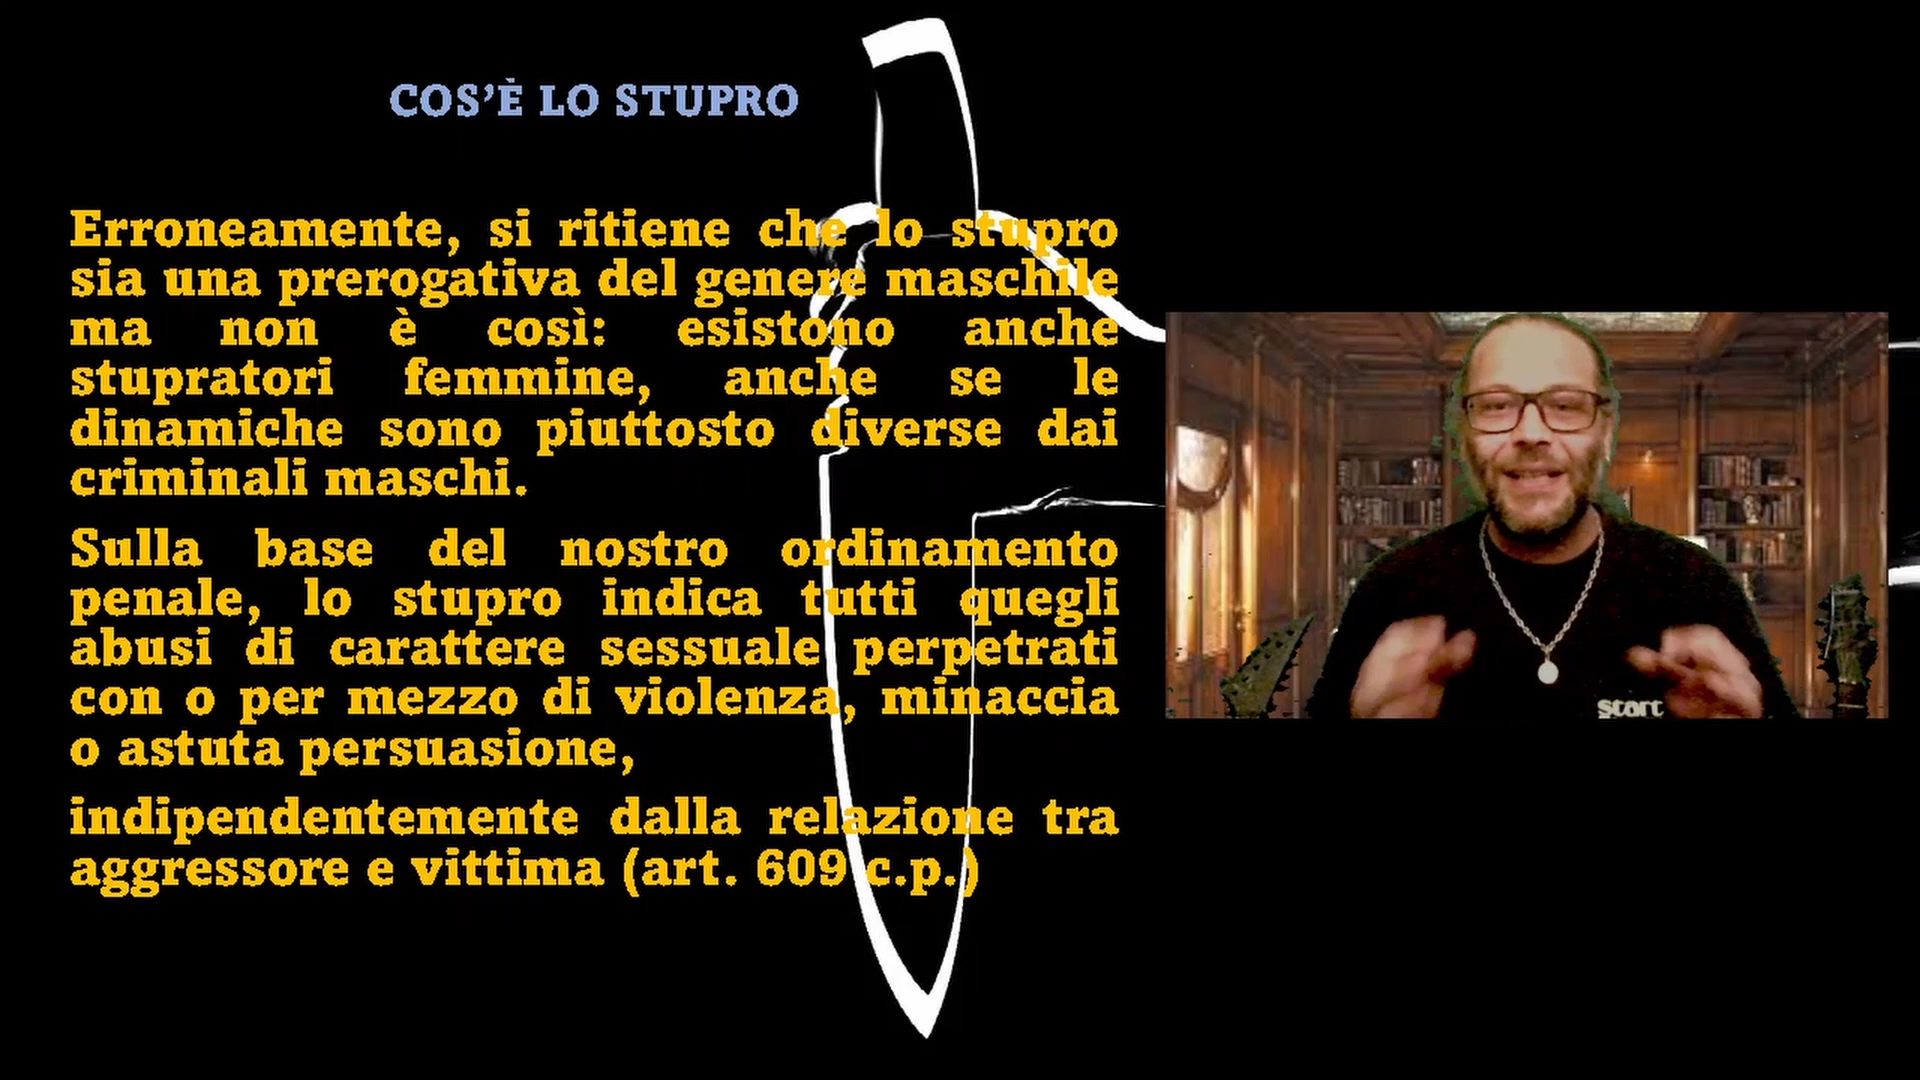 COS'È LO STUPRO
Erroneamente, si ritiene che lo stupro
sia una prerogativa del genere maschile
ma non è così: esistono anche
stupratori femmine, anche se le
dinamiche sono piuttosto diverse dai
criminali maschi.
Sulla base del nostro ordinamento
penale, lo stupro indica tutti quegli
abusi di carattere sessuale perpetrati
con o per mezzo di violenza, minaccia
o astuta persuasione,
indipendentemente dalla relazione tra
aggressore e vittima (art. 609 c.p.)
start